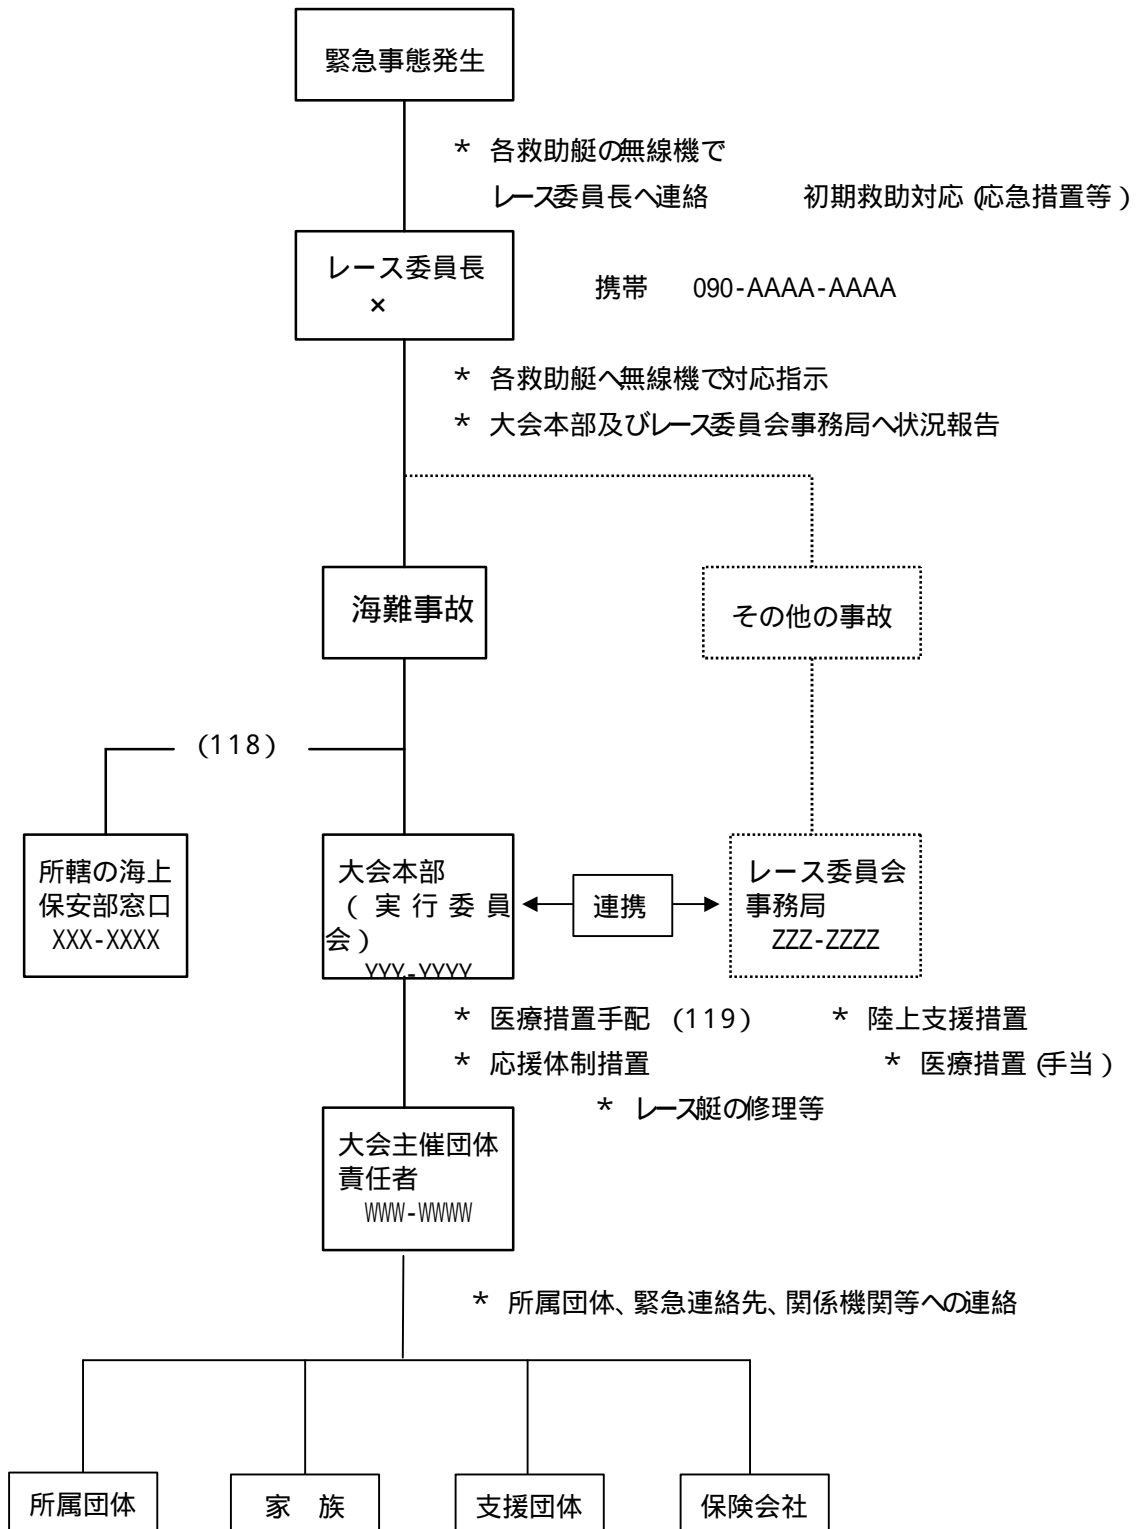 緊急事態発生
* 各救助艇の無線機で
レース委員長へ連絡 初期救助対応(応急措置等)
レース委員長
×
携帯 090-AAAA-AAAA
* 各救助艇へ無線機で対応指示
* 大会本部及びレース委員会事務局へ状況報告
海難事故
その他の事故
(118)
所轄の海上
保安部窓口
XXX-XXXX
大会本部
(実行委員
会)
YYY-YYYY
連携
レース委員会
事務局
ZZZ-ZZZZ
* 医療措置手配 (119) * 陸上支援措置
* 応援体制措置 * 医療措置(手当)
* レース艇の修理等
大会主催団体
責任者
WWW-WWWW
* 所属団体、緊急連絡先、関係機関等への連絡
所属団体
家 族
支援団体
保険会社